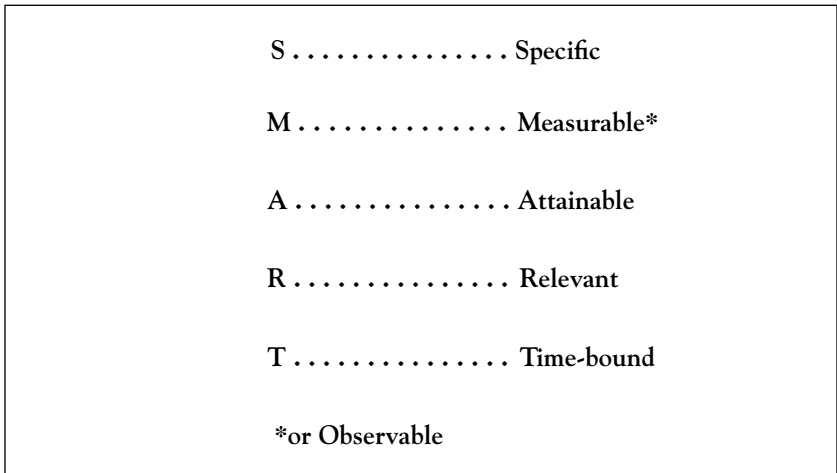 S . . . . . . . . . . . . . . . Specific
M . . . . . . . . . . . . . . Measurable*
A . . . . . . . . . . . . . . . Attainable
R . . . . . . . . . . . . . . . Relevant
T . . . . . . . . . . . . . . . Time-bound
*or Observable